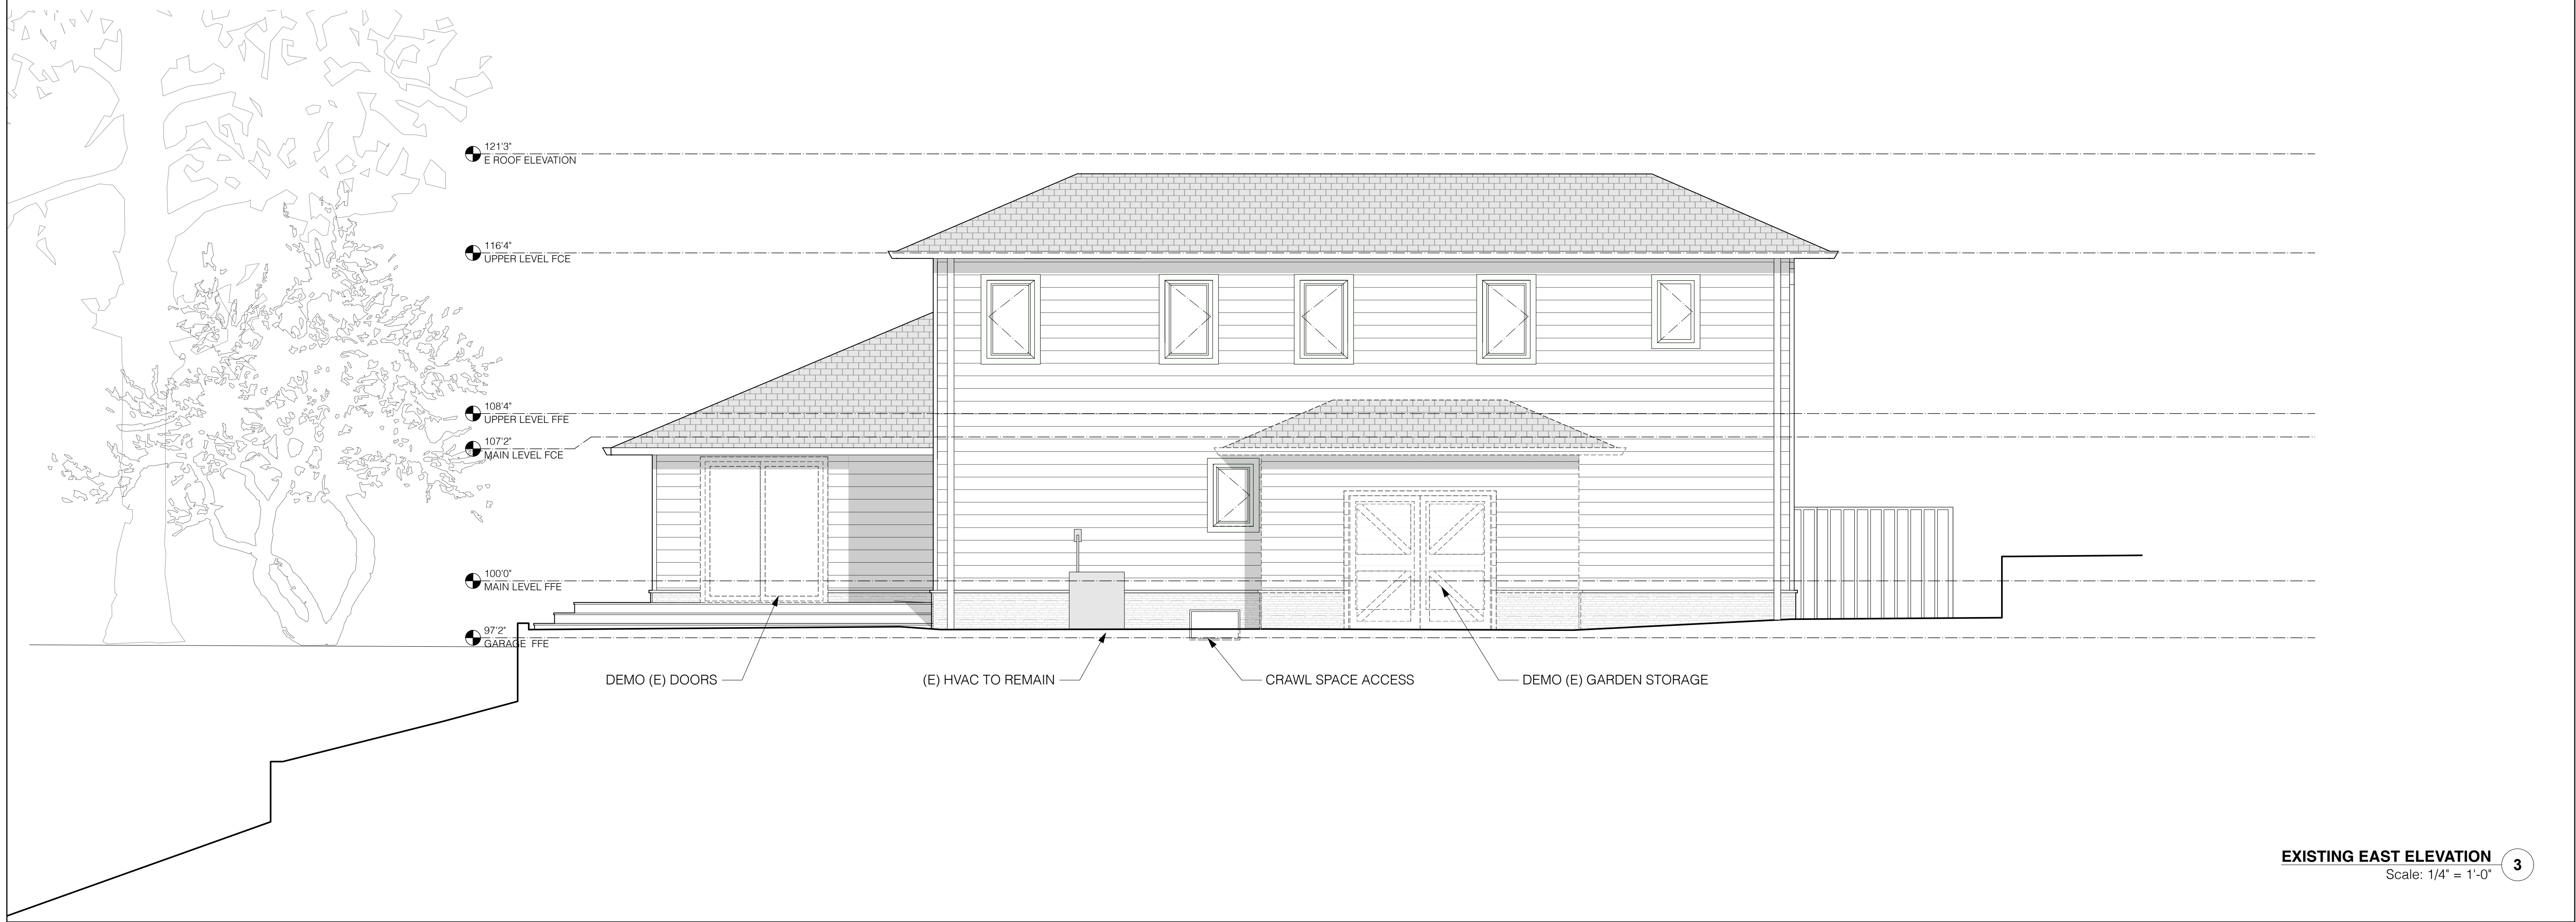 121'3"
E ROOF ELEVATION
116'4"
UPPER LEVEL FCE
108'4"
UPPER LEVEL FFE
107'2"
MAIN LEVEL FCE
100'0"
MAIN LEVEL FFE
97'2"
GARAGE FFE
DEMO (E) DOORS
(E) HVAC TO REMAIN
CRAWL SPACE ACCESS
DEMO (E) GARDEN STORAGE
EXISTING EAST ELEVATION
Scale: 1/4" = 1'-0"
3